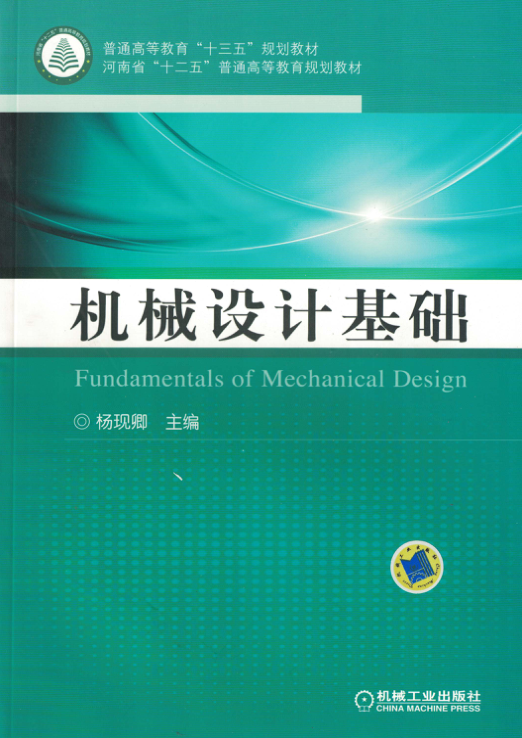 普通高等教育“十三五”规划教材
河南省“十二五”普通高等教育规划教材
机械设计基础
Fundamentals of Mechanical Design
◎ 杨现卿 主编
机械工业出版社
CHINA MACHINE PRESS